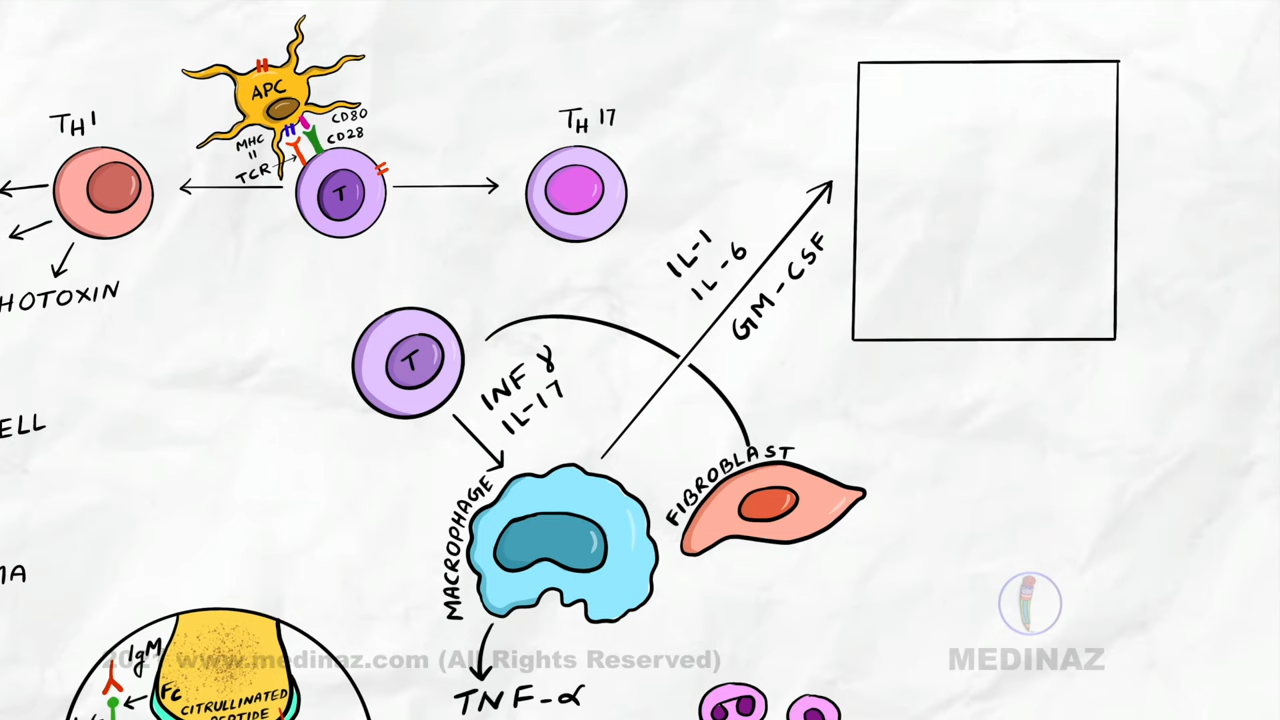 APC
CD80
CD28
MHC
II
TCR
T
TH1
TH 17
HOTOXIN
T
INF γ
IL-17
IL-1
IL-6
GM-CSF
ELL
MACROPHAGE
FIBROBLAST
MA
IgM
FC
CITRULLINATED
PEPTIDE
TNF-α
www.medinaz.com (All Rights Reserved)
MEDINAZ